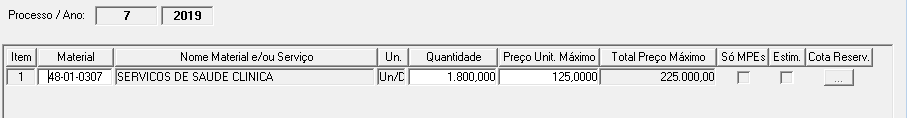 Processo / Ano: 7 2019
Item Material Nome Material e/ou Serviço Un. Quantidade Preço Unit. Máximo Total Preço Máximo Só MPEs Estim. Cota Reserv.
1 48-01-0307 SERVICOS DE SAUDE CLINICA Un/D 1.800,000 125,0000 225.000,00 ...